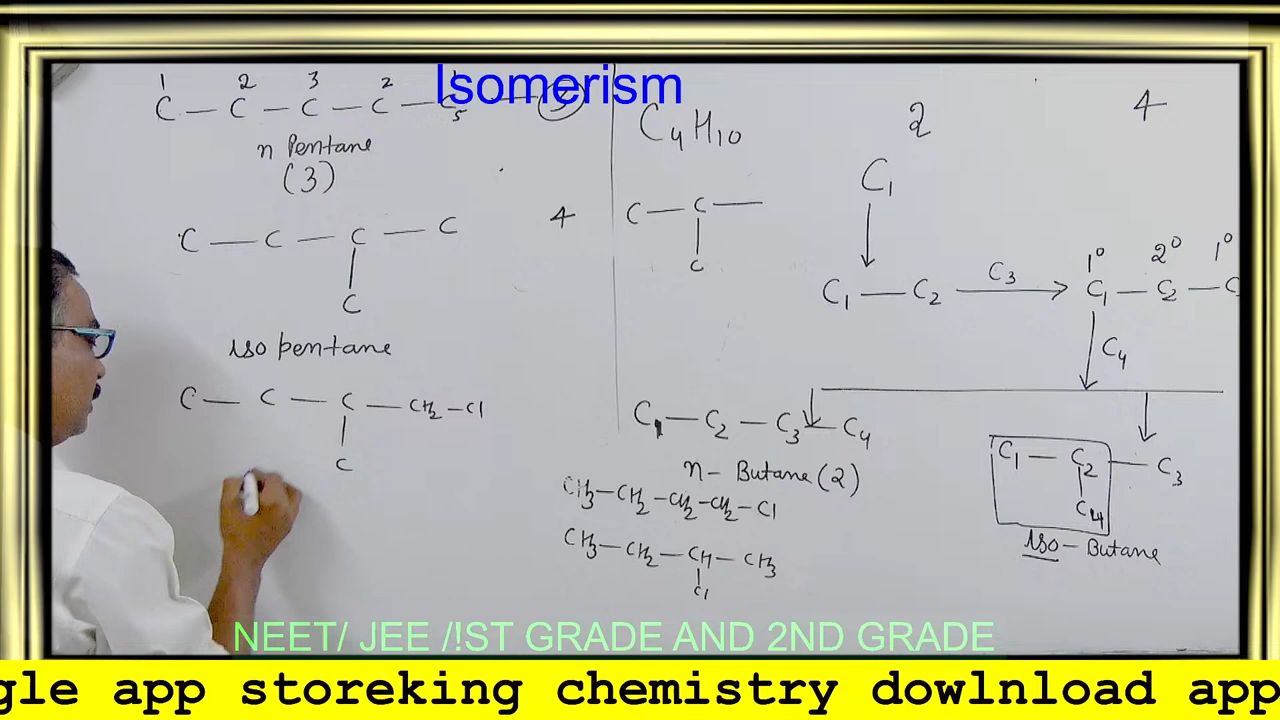 Isomerism
1 2 3 2 1
C — C — C — C — C
5
n Pentane
(3)
C — C — C — C
C
4
iso pentane
C — C — C — CH2 — Cl
C
C4H10 2 4
C — C —
C
C1
C1 — C2 C3
1° 2° 1°
C1 — C2 — C
C4
C1 — C2 — C3 — C4
n - Butane (2)
CH3 — CH2 — CH2 — CH2 — Cl
CH3 — CH2 — CH — CH3
Cl
C1 — C2 — C3
C4
iso - Butane
NEET/ JEE /!ST GRADE AND 2ND GRADE
gle app storeking chemistry dowlnload app